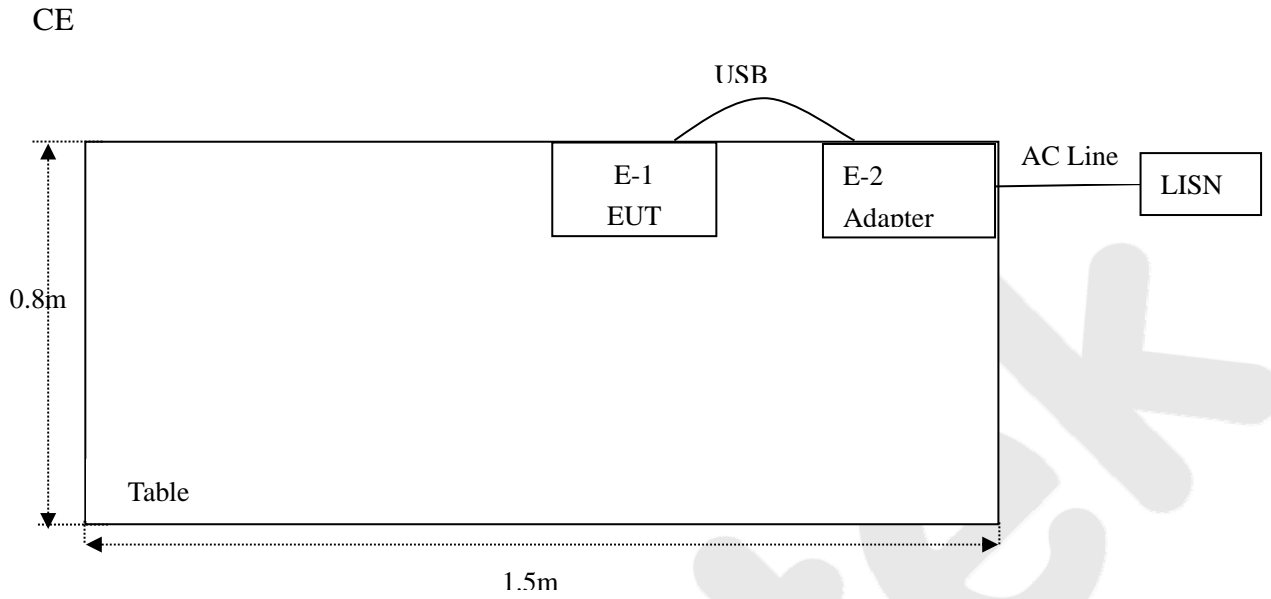 CE
USB
E-1
EUT
E-2
Adapter
AC Line
LISN
0.8m
Table
1.5m